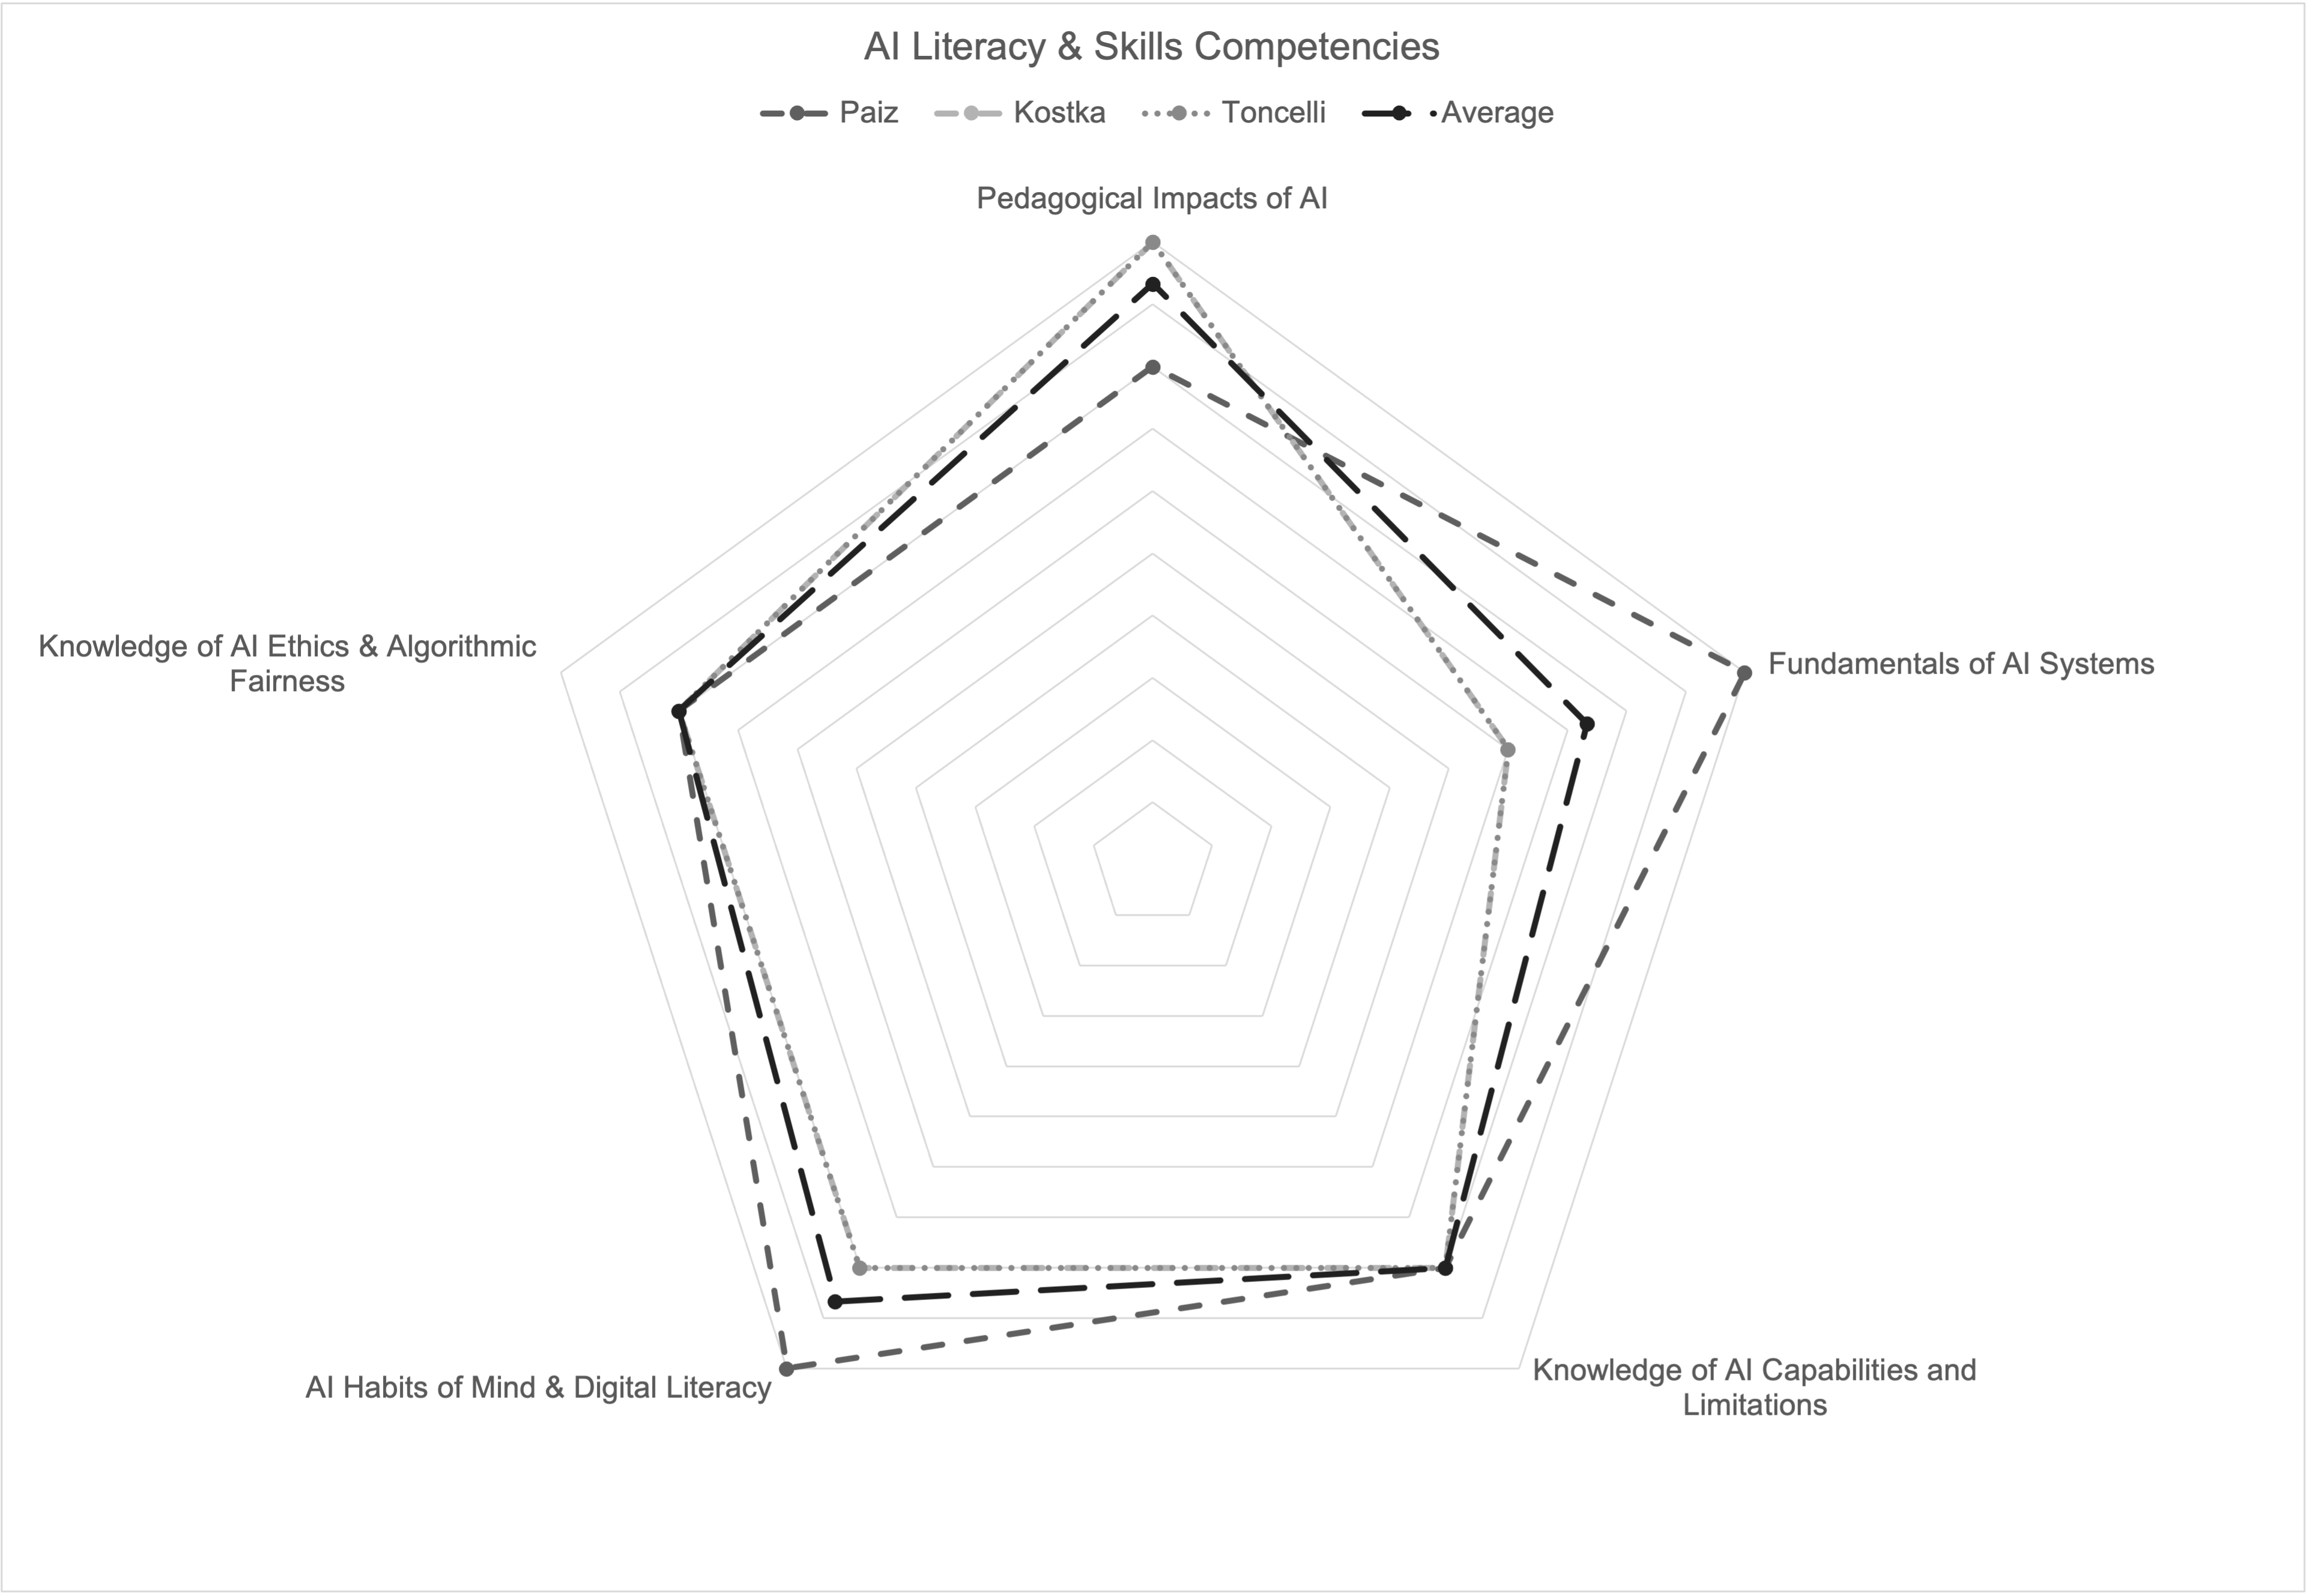 AI Literacy & Skills Competencies
Paiz Kostka Toncelli Average
Pedagogical Impacts of AI
Knowledge of AI Ethics & Algorithmic
Fairness
Fundamentals of AI Systems
AI Habits of Mind & Digital Literacy
Knowledge of AI Capabilities and
Limitations